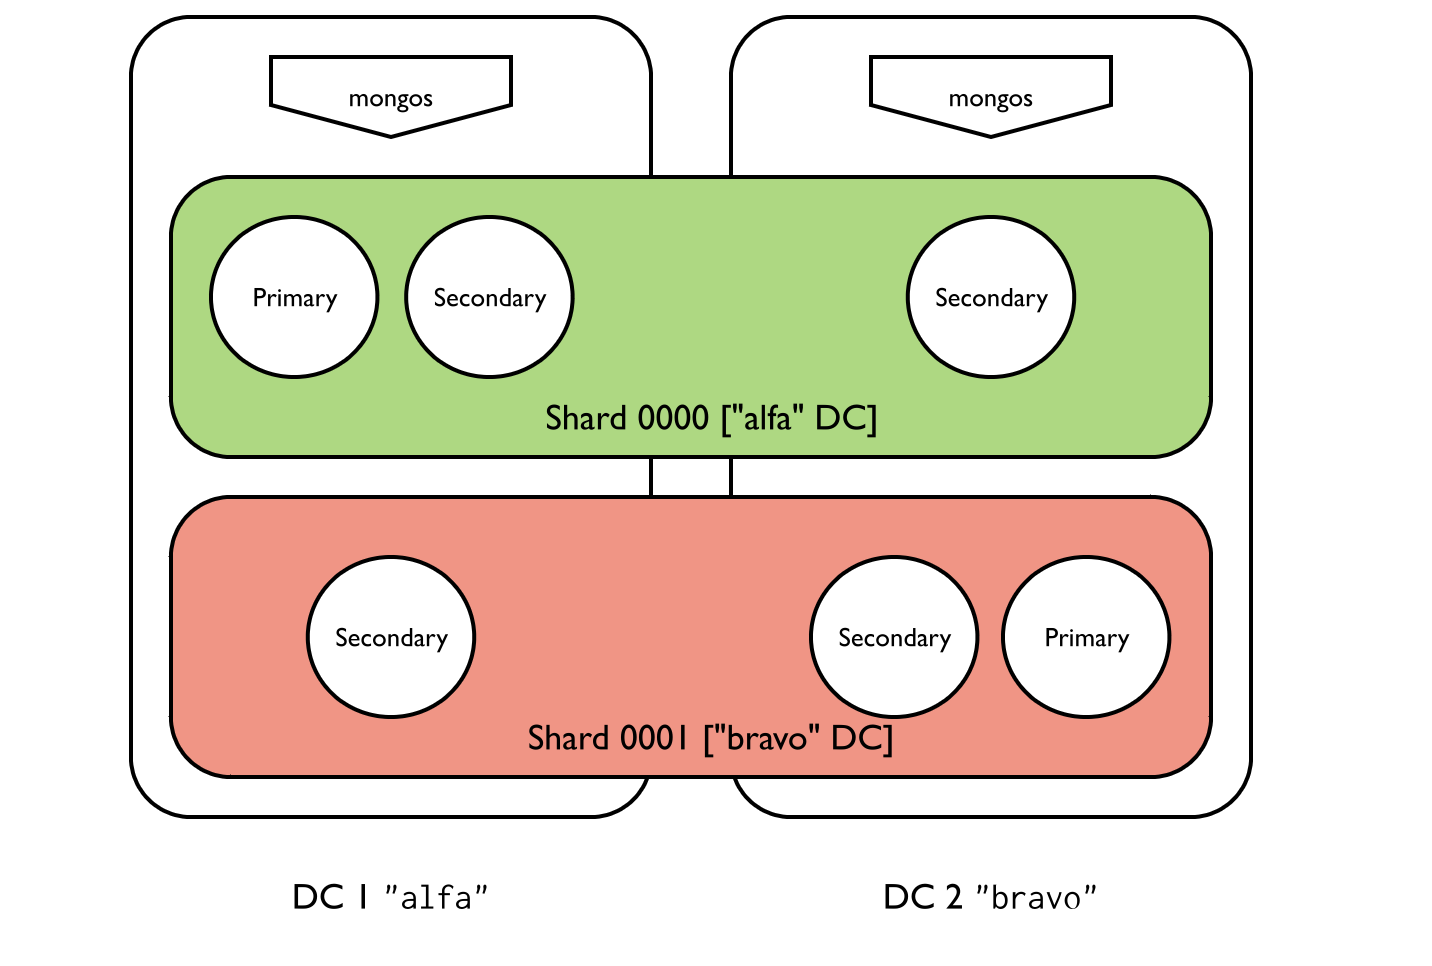 mongos
mongos
Primary
Secondary
Secondary
Shard 0000 ["alfa" DC]
Secondary
Secondary
Primary
Shard 0001 ["bravo" DC]
DC 1 ”alfa”
DC 2 ”bravo”